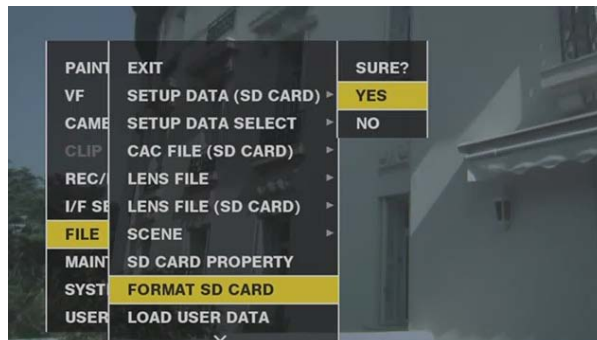 PAINT
VF
CAME
CLIP
REC/
I/F SE
FILE
MAIN
SYST
USER
EXIT
SETUP DATA (SD CARD)
SETUP DATA SELECT
CAC FILE (SD CARD)
LENS FILE
LENS FILE (SD CARD)
SCENE
SD CARD PROPERTY
FORMAT SD CARD
LOAD USER DATA
SURE?
YES
NO